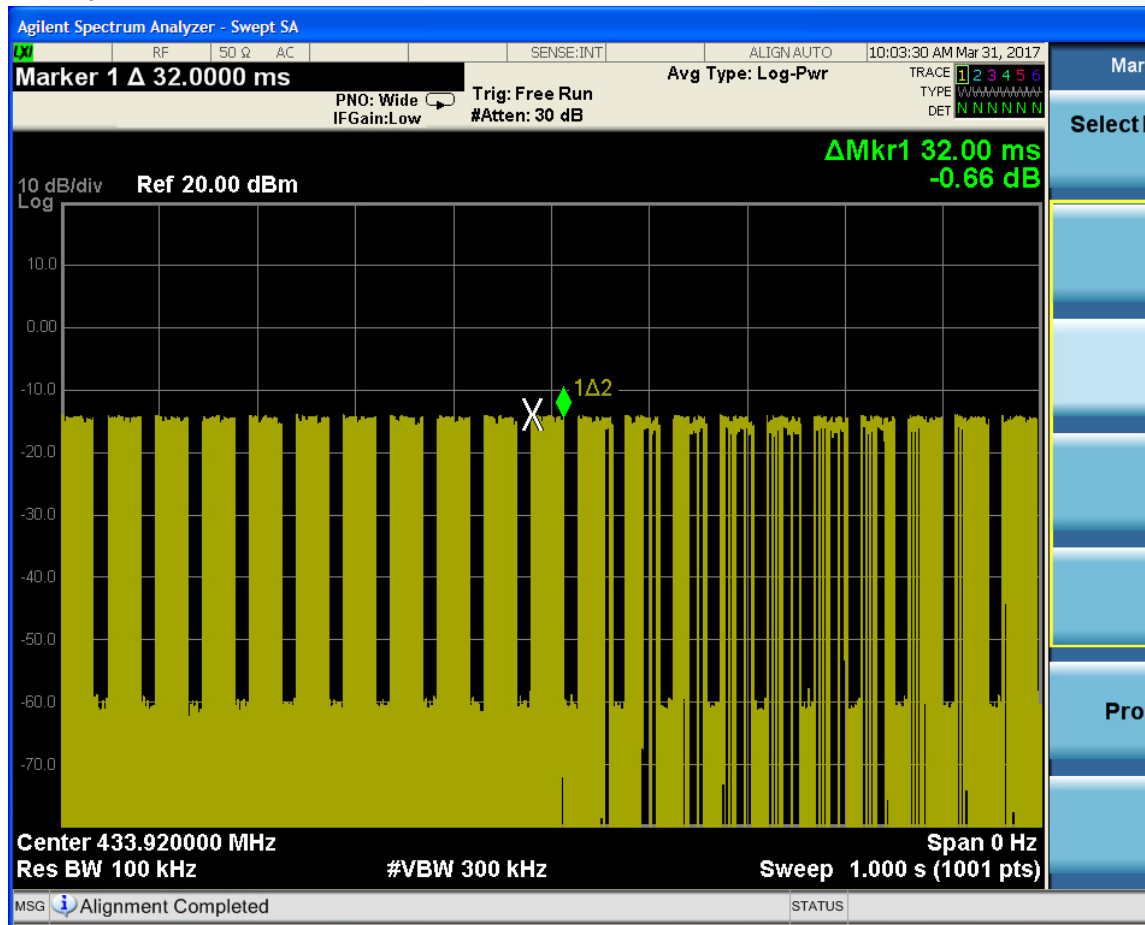 Agilent Spectrum Analyzer - Swept SA
LXI RF 50 Ω AC SENSE:INT ALIGN AUTO 10:03:30 AM Mar 31, 2017
Marker 1 Δ 32.0000 ms
PNO: Wide
IFGain:Low
Trig: Free Run
#Atten: 30 dB
Avg Type: Log-Pwr
TRACE 1 2 3 4 5 6
TYPE WWWWWW
DET N N N N N N
ΔMkr1 32.00 ms
-0.66 dB
10 dB/div Ref 20.00 dBm
Log
10.0
0.00
-10.0
1Δ2
X
-20.0
-30.0
-40.0
-50.0
-60.0
-70.0
Center 433.920000 MHz Span 0 Hz
Res BW 100 kHz #VBW 300 kHz Sweep 1.000 s (1001 pts)
MSG Alignment Completed STATUS
Mar
Select
Pro